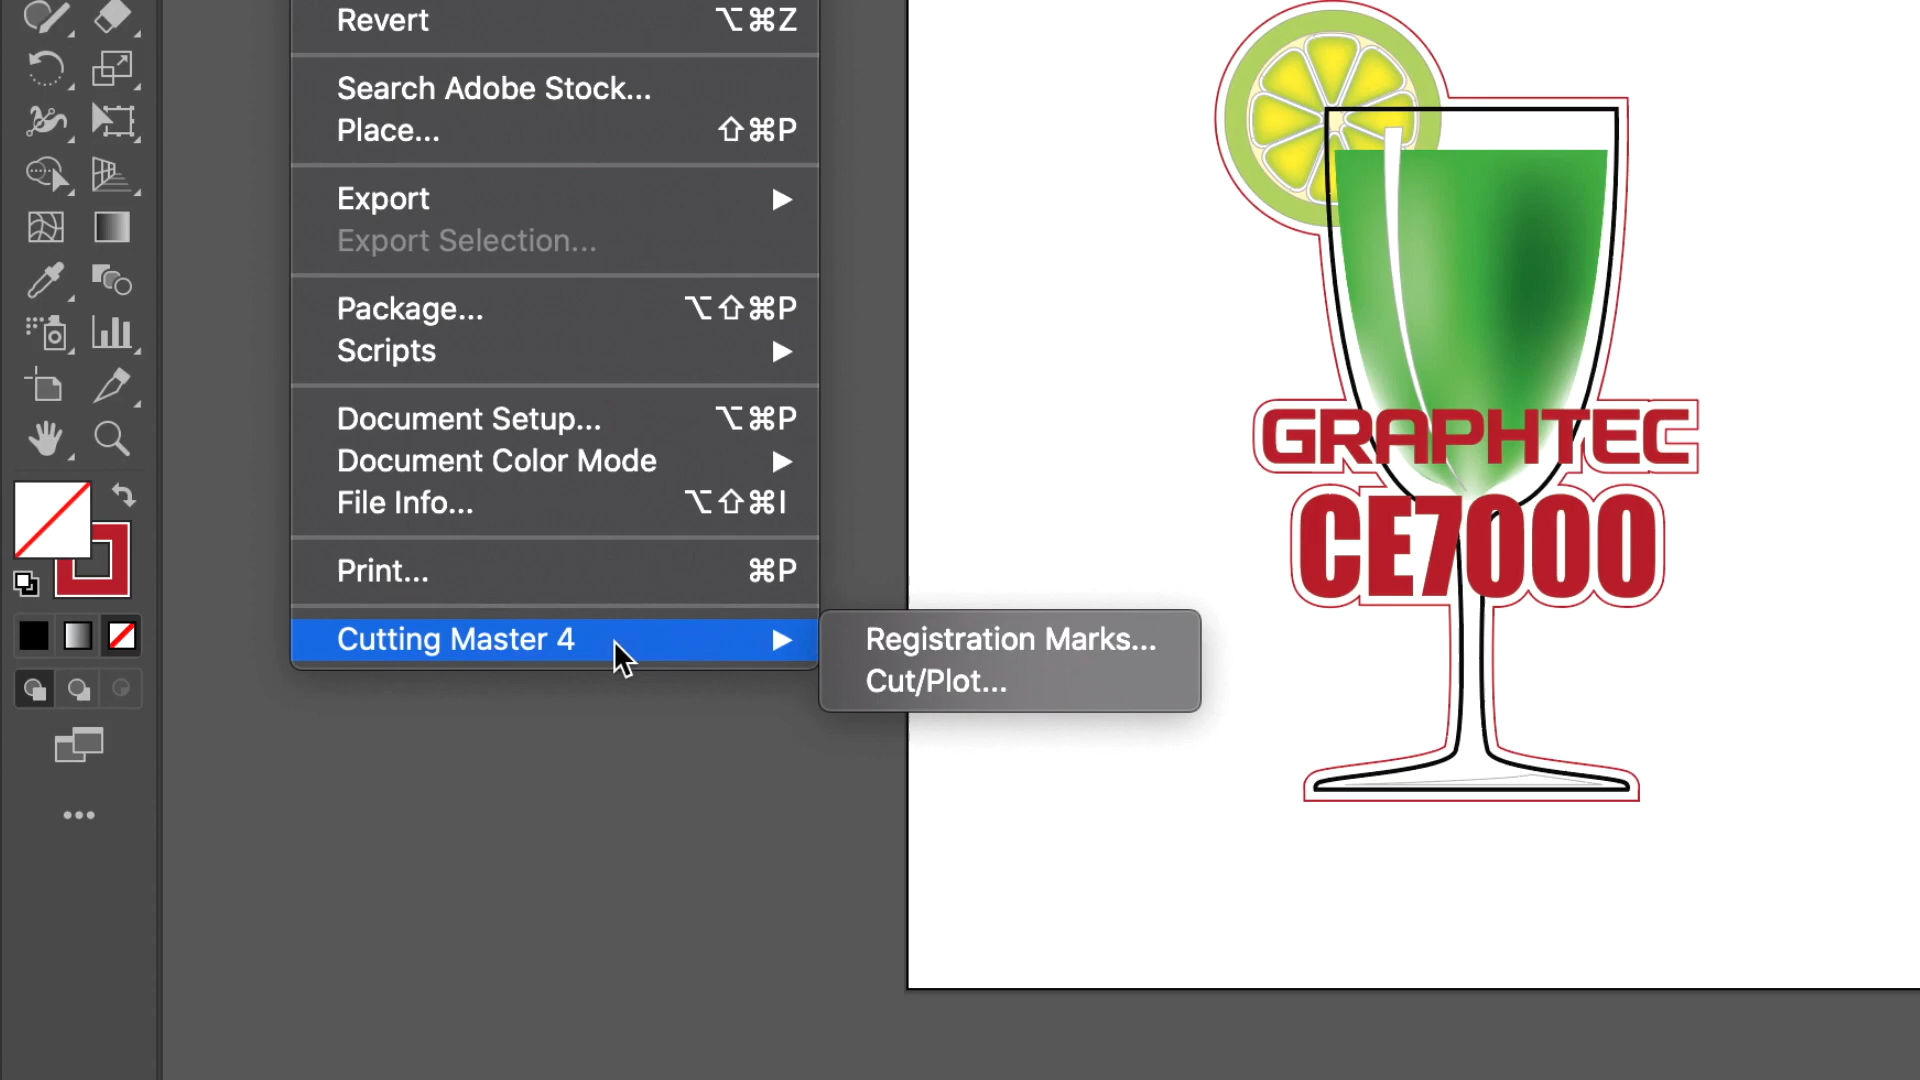 Revert ⌥⌘Z
Search Adobe Stock...
Place... ⇧⌘P
Export ▶
Export Selection...
Package... ⌥⇧⌘P
Scripts ▶
Document Setup... ⌥⌘P
Document Color Mode ▶
File Info... ⌥⇧⌘I
Print... ⌘P
Cutting Master 4 ▶
Registration Marks...
Cut/Plot...
GRAPHTEC
CE7000